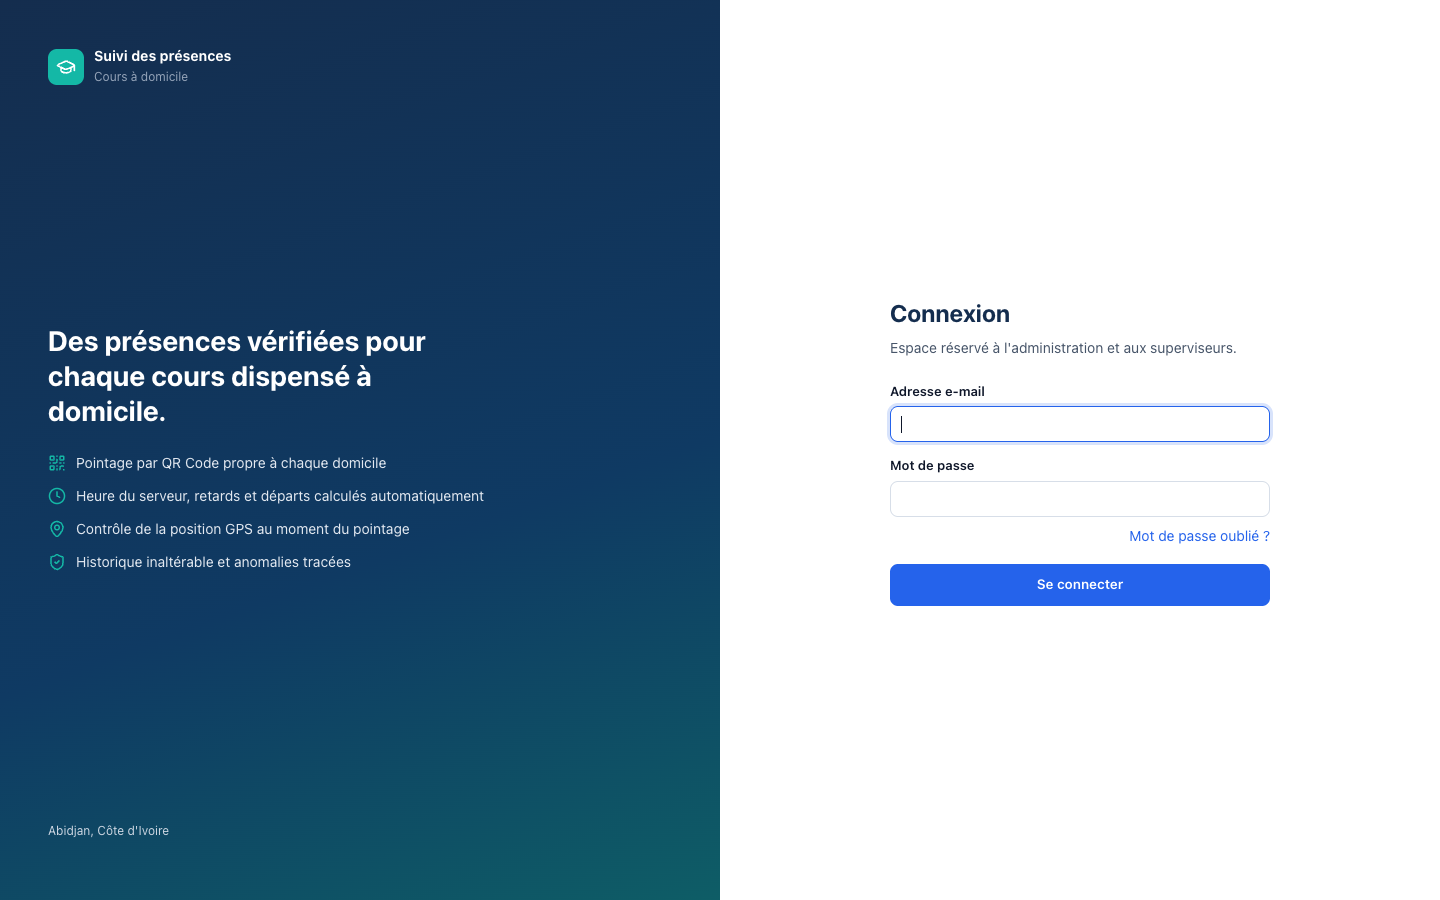 Suivi des présences
Cours à domicile
Des présences vérifiées pour
chaque cours dispensé à
domicile.
Pointage par QR Code propre à chaque domicile
Heure du serveur, retards et départs calculés automatiquement
Contrôle de la position GPS au moment du pointage
Historique inaltérable et anomalies tracées
Abidjan, Côte d'Ivoire
Connexion
Espace réservé à l'administration et aux superviseurs.
Adresse e-mail
Mot de passe
Mot de passe oublié ?
Se connecter